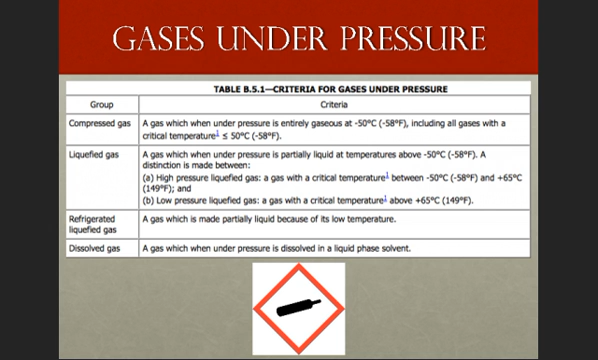 GASES UNDER PRESSURE
TABLE B.5.1—CRITERIA FOR GASES UNDER PRESSURE
Group Criteria
Compressed gas A gas which when under pressure is entirely gaseous at -50°C (-58°F), including all gases with a
critical temperature1 ≤ 50°C (-58°F).
Liquefied gas A gas which when under pressure is partially liquid at temperatures above -50°C (-58°F). A
distinction is made between:
(a) High pressure liquefied gas: a gas with a critical temperature1 between -50°C (-58°F) and +65°C
(149°F); and
(b) Low pressure liquefied gas: a gas with a critical temperature1 above +65°C (149°F).
Refrigerated A gas which is made partially liquid because of its low temperature.
liquefied gas
Dissolved gas A gas which when under pressure is dissolved in a liquid phase solvent.